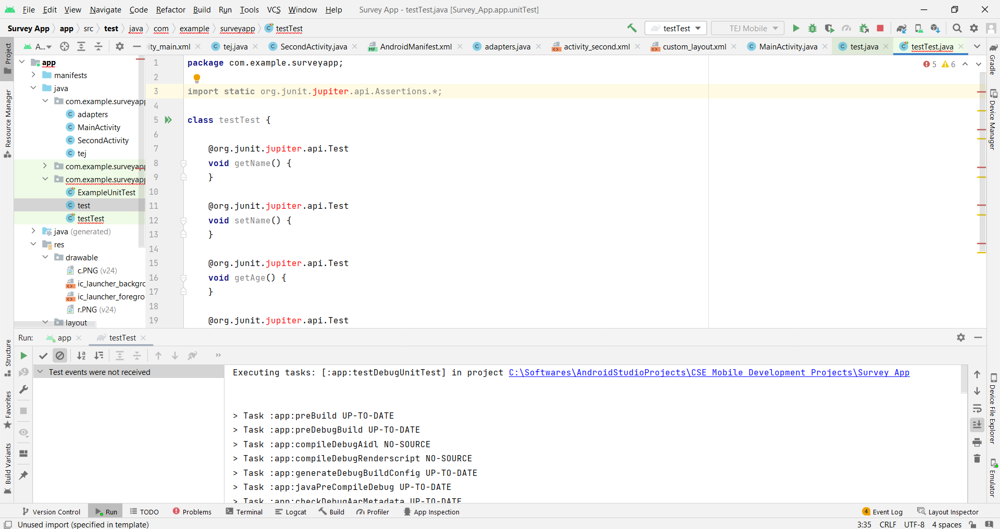 File Edit View Navigate Code Refactor Build Run Tools VCS Window Help Survey App - testTest.java [Survey_App.app.unitTest]
Survey App app src test java com example surveyapp testTest testTest TEJ Mobile
A... ity_main.xml tej.java SecondActivity.java AndroidManifest.xml adapters.java activity_second.xml custom_layout.xml MainActivity.java test.java testTest.java
Project
Resource Manager
Structure
Favorites
Build Variants
app
manifests
java
com.example.surveyapp
adapters
MainActivity
SecondActivity
tej
com.example.surveyapp
com.example.surveyapp
ExampleUnitTest
test
testTest
java (generated)
res
drawable
c.PNG (v24)
ic_launcher_backgro
ic_launcher_foregro
r.PNG (v24)
layout
5 6
1 package com.example.surveyapp;
2
3 import static org.junit.jupiter.api.Assertions.*;
4
5 class testTest {
6
7 @org.junit.jupiter.api.Test
8 void getName() {
9 }
10
11 @org.junit.jupiter.api.Test
12 void setName() {
13 }
14
15 @org.junit.jupiter.api.Test
16 void getAge() {
17 }
18
19 @org.junit.jupiter.api.Test
Gradle
Device Manager
Device File Explorer
Emulator
Run: app testTest
Test events were not received
Executing tasks: [:app:testDebugUnitTest] in project C:\Softwares\AndroidStudioProjects\CSE Mobile Development Projects\Survey App
> Task :app:preBuild UP-TO-DATE
> Task :app:preDebugBuild UP-TO-DATE
> Task :app:compileDebugAidl NO-SOURCE
> Task :app:compileDebugRenderscript NO-SOURCE
> Task :app:generateDebugBuildConfig UP-TO-DATE
> Task :app:javaPreCompileDebug UP-TO-DATE
> Task :app:checkDebugAarMetadata UP-TO-DATE
Version Control Run TODO Problems Terminal Logcat Build Profiler App Inspection 4 Event Log Layout Inspector
Unused import (specified in template) 3:35 CRLF UTF-8 4 spaces